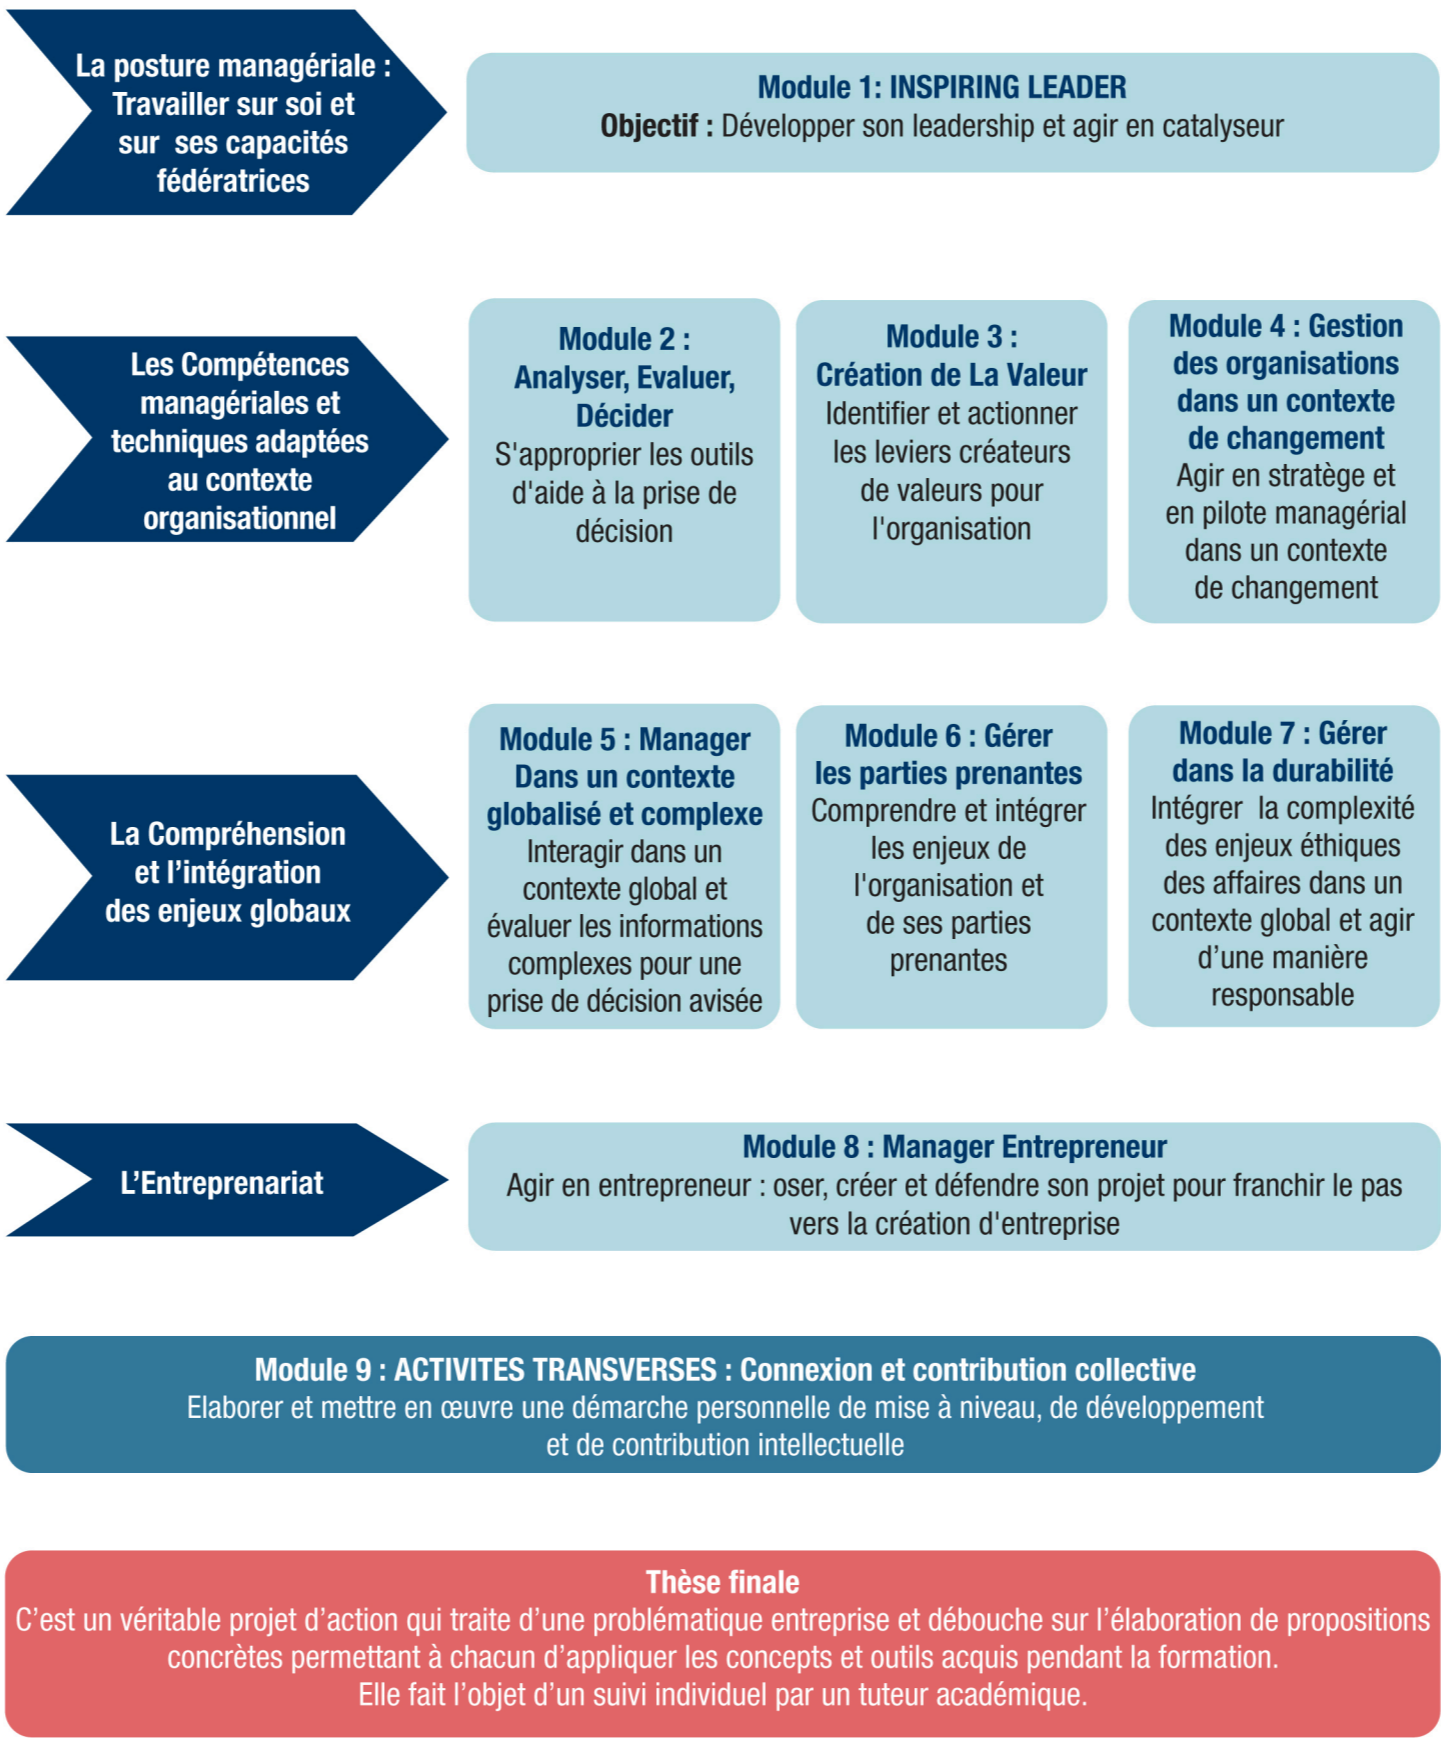 La posture managériale :
Travailler sur soi et
sur ses capacités
fédératrices
Module 1: INSPIRING LEADER
Objectif : Développer son leadership et agir en catalyseur
Les Compétences
managériales et
techniques adaptées
au contexte
organisationnel
Module 2 :
Analyser, Evaluer,
Décider
S'approprier les outils
d'aide à la prise de
décision
Module 3 :
Création de La Valeur
Identifier et actionner
les leviers créateurs
de valeurs pour
l'organisation
Module 4 : Gestion
des organisations
dans un contexte
de changement
Agir en stratège et
en pilote managérial
dans un contexte
de changement
La Compréhension
et l’intégration
des enjeux globaux
Module 5 : Manager
Dans un contexte
globalisé et complexe
Interagir dans un
contexte global et
évaluer les informations
complexes pour une
prise de décision avisée
Module 6 : Gérer
les parties prenantes
Comprendre et intégrer
les enjeux de
l'organisation et
de ses parties
prenantes
Module 7 : Gérer
dans la durabilité
Intégrer la complexité
des enjeux éthiques
des affaires dans un
contexte global et agir
d’une manière
responsable
L’Entreprenariat
Module 8 : Manager Entrepreneur
Agir en entrepreneur : oser, créer et défendre son projet pour franchir le pas
vers la création d'entreprise
Module 9 : ACTIVITES TRANSVERSES : Connexion et contribution collective
Elaborer et mettre en œuvre une démarche personnelle de mise à niveau, de développement
et de contribution intellectuelle
Thèse finale
C’est un véritable projet d’action qui traite d’une problématique entreprise et débouche sur l’élaboration de propositions
concrètes permettant à chacun d’appliquer les concepts et outils acquis pendant la formation.
Elle fait l’objet d’un suivi individuel par un tuteur académique.